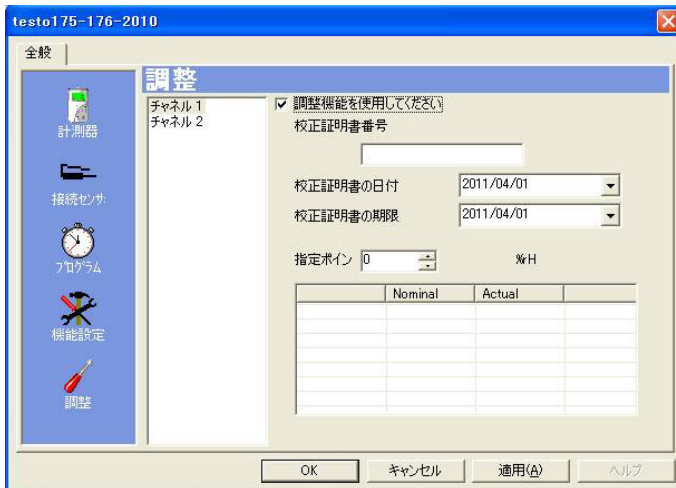 testo175-176-2010
全般
計測器
接続センサ:
プログラム
機能設定
調整
調整
チャネル 1
チャネル 2
調整機能を使用してください
校正証明書番号
校正証明書の日付 2011/04/01
校正証明書の期限 2011/04/01
指定ポイン 0 %rH
Nominal Actual
OK キャンセル 適用(A) ヘルプ